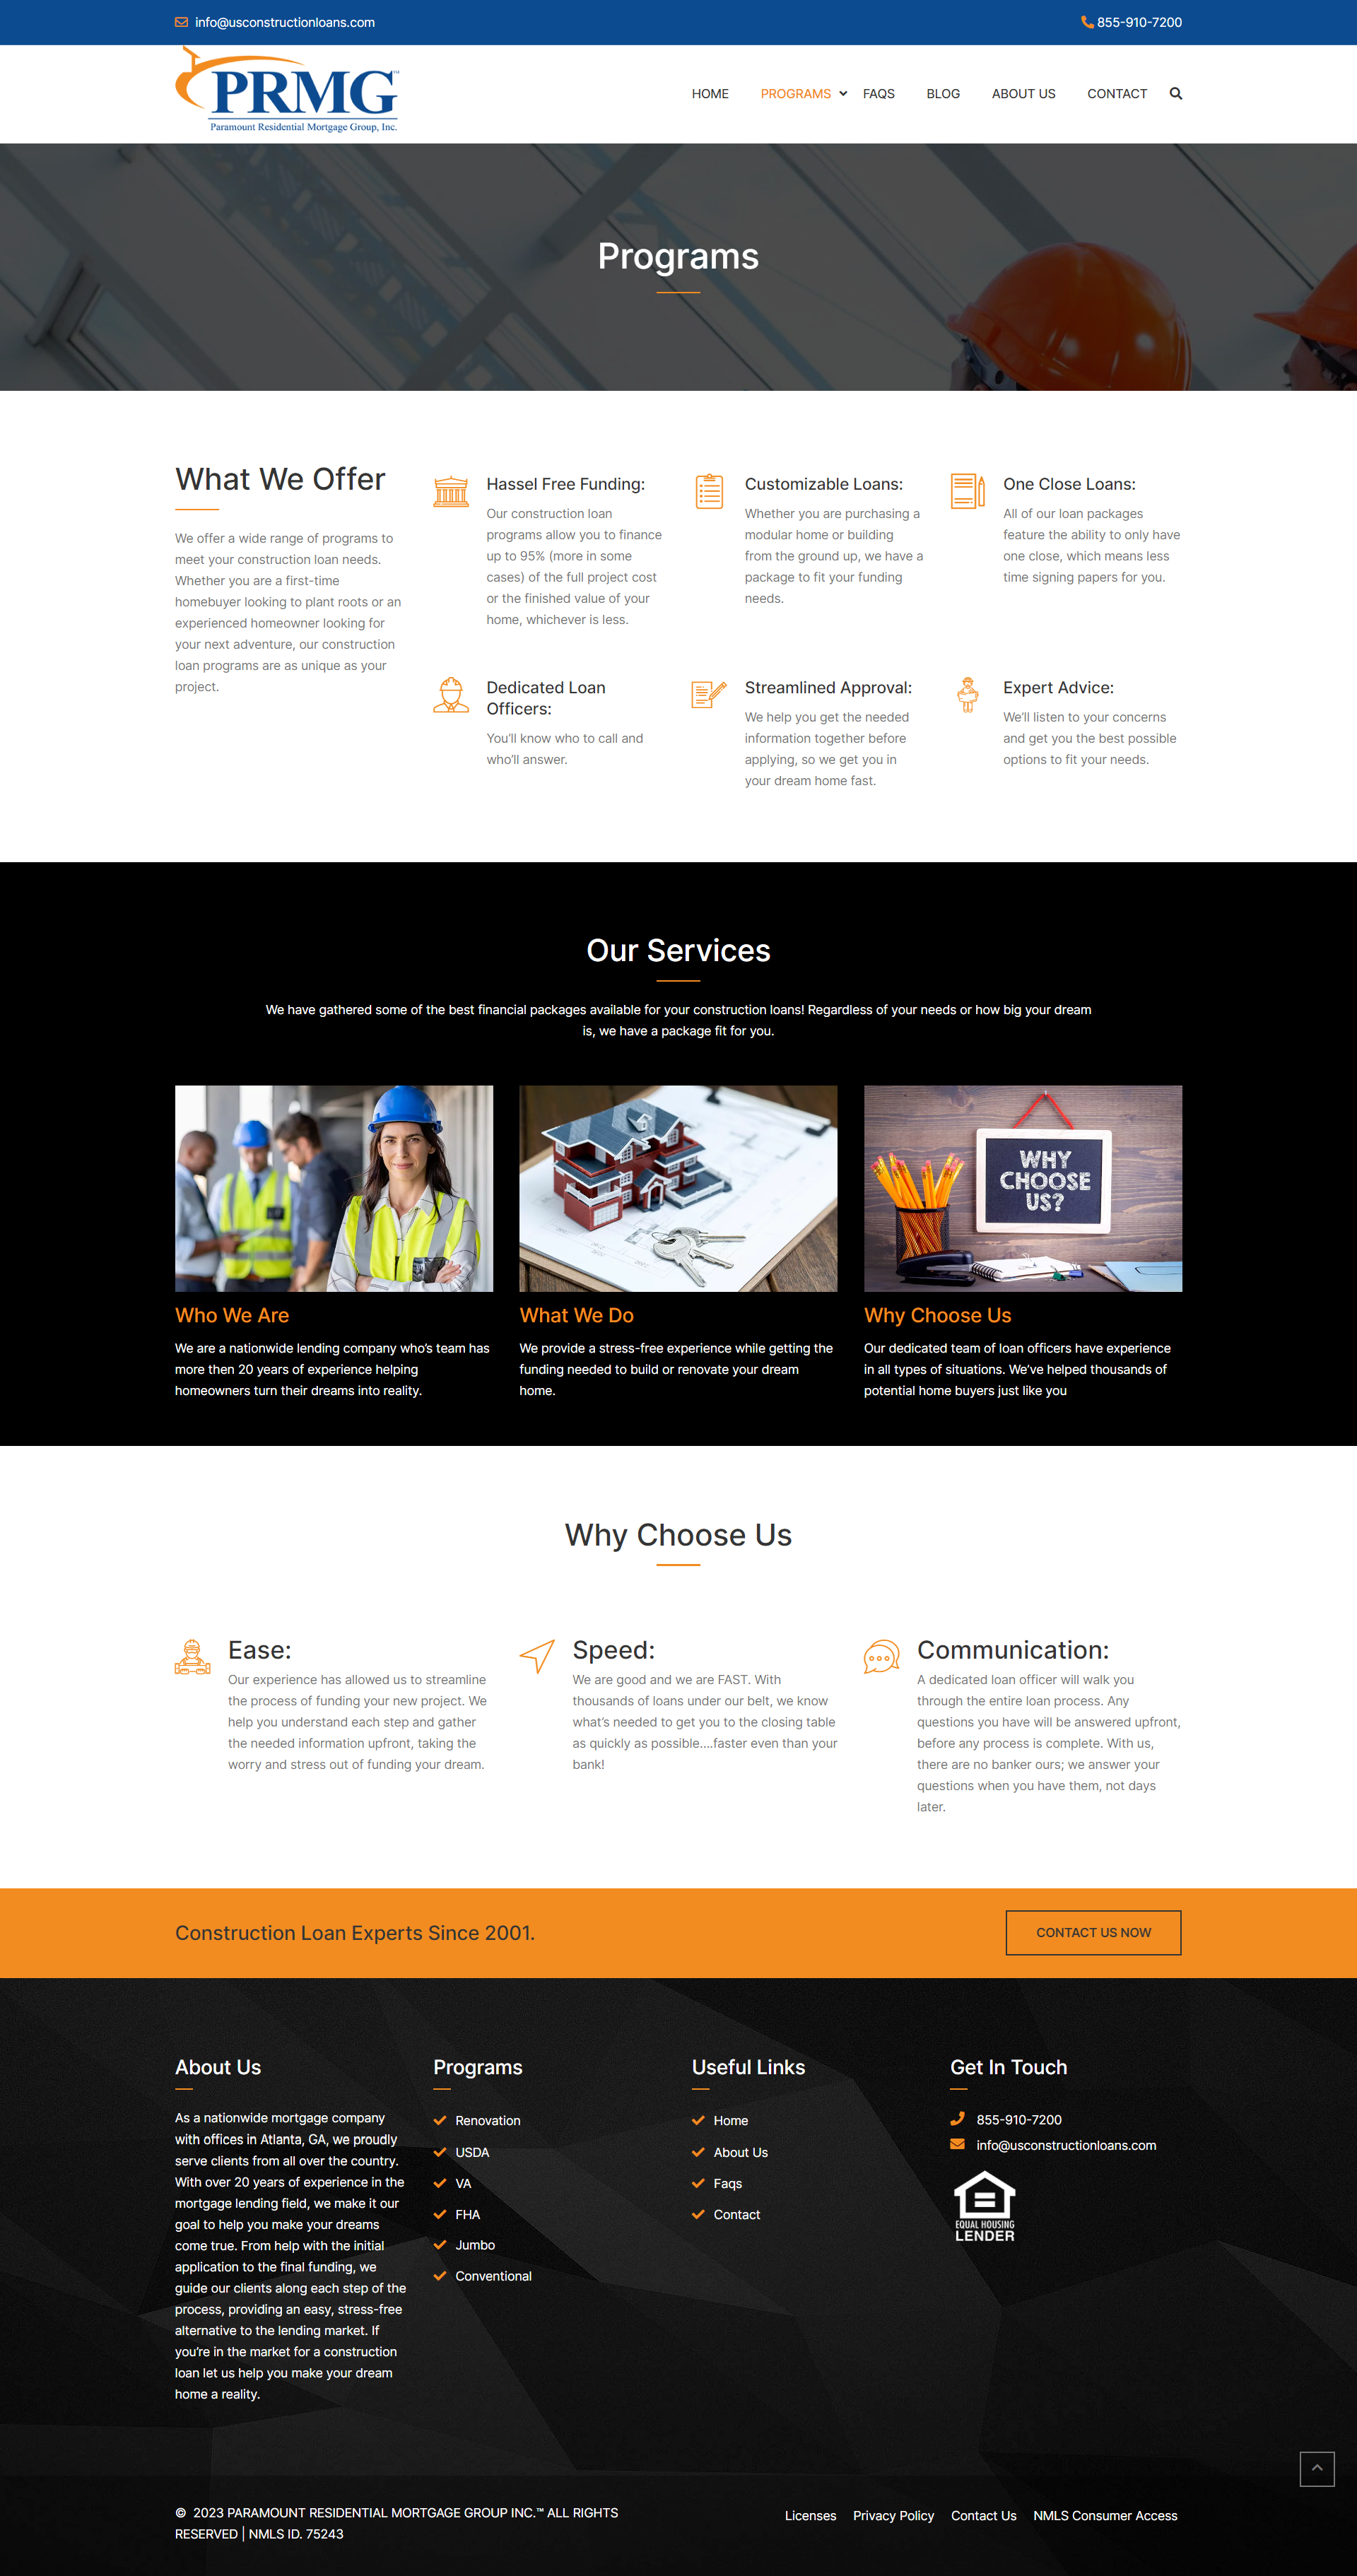 info@usconstructionloans.com
855-910-7200
PRMG™
Paramount Residential Mortgage Group, Inc.
HOME
PROGRAMS
FAQS
BLOG
ABOUT US
CONTACT
Programs
What We Offer
We offer a wide range of programs to
meet your construction loan needs.
Whether you are a first-time
homebuyer looking to plant roots or an
experienced homeowner looking for
your next adventure, our construction
loan programs are as unique as your
project.
Hassel Free Funding:
Our construction loan
programs allow you to finance
up to 95% (more in some
cases) of the full project cost
or the finished value of your
home, whichever is less.
Customizable Loans:
Whether you are purchasing a
modular home or building
from the ground up, we have a
package to fit your funding
needs.
One Close Loans:
All of our loan packages
feature the ability to only have
one close, which means less
time signing papers for you.
Dedicated Loan
Officers:
You'll know who to call and
who'll answer.
Streamlined Approval:
We help you get the needed
information together before
applying, so we get you in
your dream home fast.
Expert Advice:
We'll listen to your concerns
and get you the best possible
options to fit your needs.
Our Services
We have gathered some of the best financial packages available for your construction loans! Regardless of your needs or how big your dream
is, we have a package fit for you.
WHY
CHOOSE
US?
Who We Are
We are a nationwide lending company who's team has
more then 20 years of experience helping
homeowners turn their dreams into reality.
What We Do
We provide a stress-free experience while getting the
funding needed to build or renovate your dream
home.
Why Choose Us
Our dedicated team of loan officers have experience
in all types of situations. We've helped thousands of
potential home buyers just like you
Why Choose Us
Ease:
Our experience has allowed us to streamline
the process of funding your new project. We
help you understand each step and gather
the needed information upfront, taking the
worry and stress out of funding your dream.
Speed:
We are good and we are FAST. With
thousands of loans under our belt, we know
what's needed to get you to the closing table
as quickly as possible....faster even than your
bank!
Communication:
A dedicated loan officer will walk you
through the entire loan process. Any
questions you have will be answered upfront,
before any process is complete. With us,
there are no banker ours; we answer your
questions when you have them, not days
later.
Construction Loan Experts Since 2001.
CONTACT US NOW
About Us
As a nationwide mortgage company
with offices in Atlanta, GA, we proudly
serve clients from all over the country.
With over 20 years of experience in the
mortgage lending field, we make it our
goal to help you make your dreams
come true. From help with the initial
application to the final funding, we
guide our clients along each step of the
process, providing an easy, stress-free
alternative to the lending market. If
you're in the market for a construction
loan let us help you make your dream
home a reality.
Programs
Renovation
USDA
VA
FHA
Jumbo
Conventional
Useful Links
Home
About Us
Faqs
Contact
Get In Touch
855-910-7200
info@usconstructionloans.com
EQUAL HOUSING
LENDER
© 2023 PARAMOUNT RESIDENTIAL MORTGAGE GROUP INC.™ ALL RIGHTS
RESERVED | NMLS ID. 75243
Licenses
Privacy Policy
Contact Us
NMLS Consumer Access